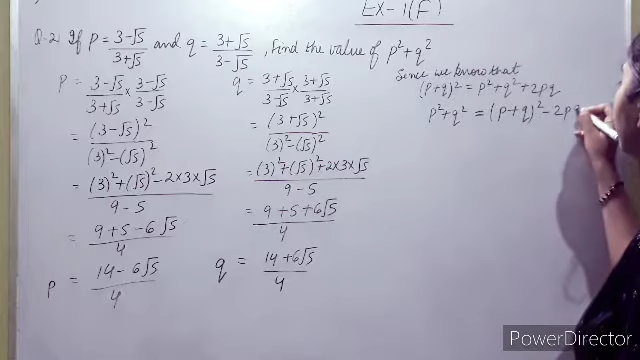 Ex-1(F)
Q.2 If P = 3-√5/3+√5 and q = 3+√5/3-√5, find the value of p²+q²
P = 3-√5/3+√5 × 3-√5/3-√5
= (3-√5)²/(3)²-(√5)²
= (3)²+(√5)²-2×3×√5/9-5
= 9+5-6√5/4
P = 14-6√5/4
q = 3+√5/3-√5 × 3+√5/3+√5
= (3+√5)²/(3)²-(√5)²
= (3)²+(√5)²+2×3×√5/9-5
= 9+5+6√5/4
q = 14+6√5/4
Since we know that
(p+q)² = p²+q²+2pq
p²+q² = (p+q)²-2p
PowerDirector